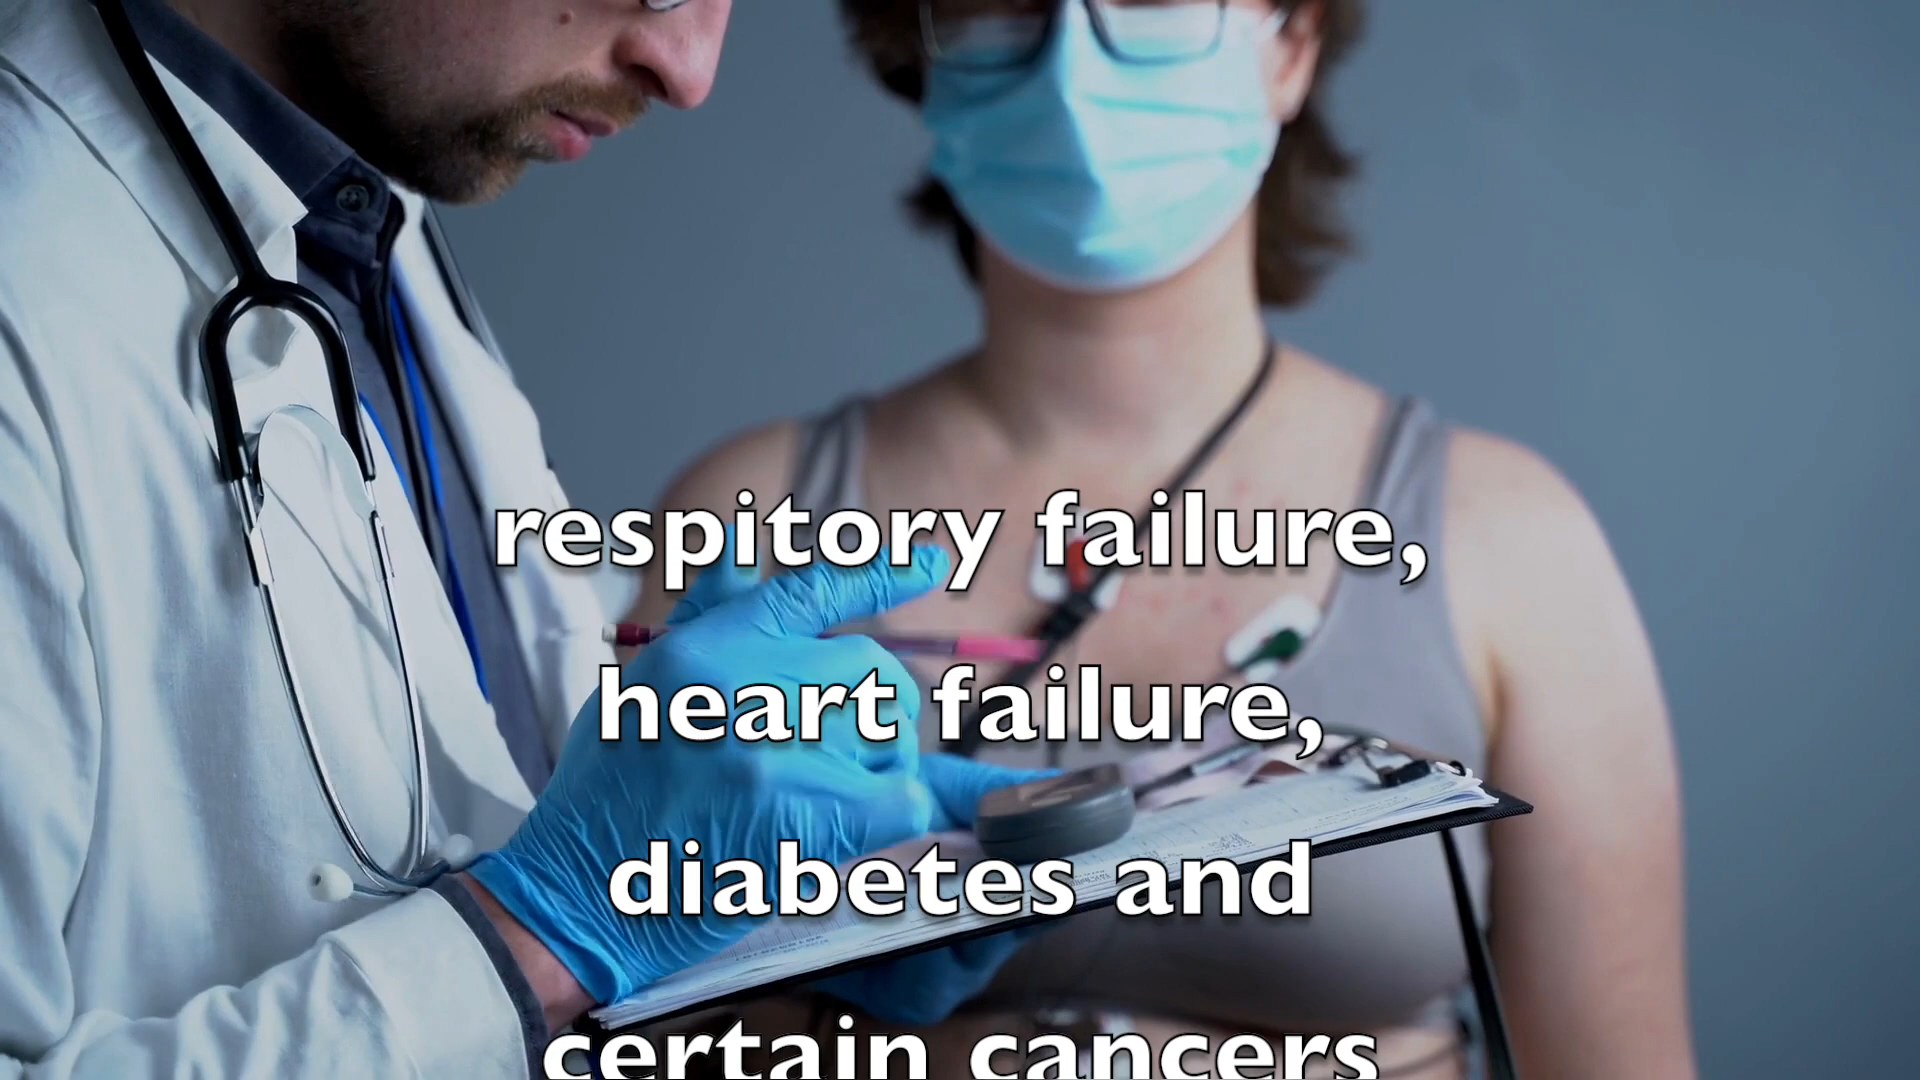 respitory failure,
heart failure,
diabetes and
certain cancers